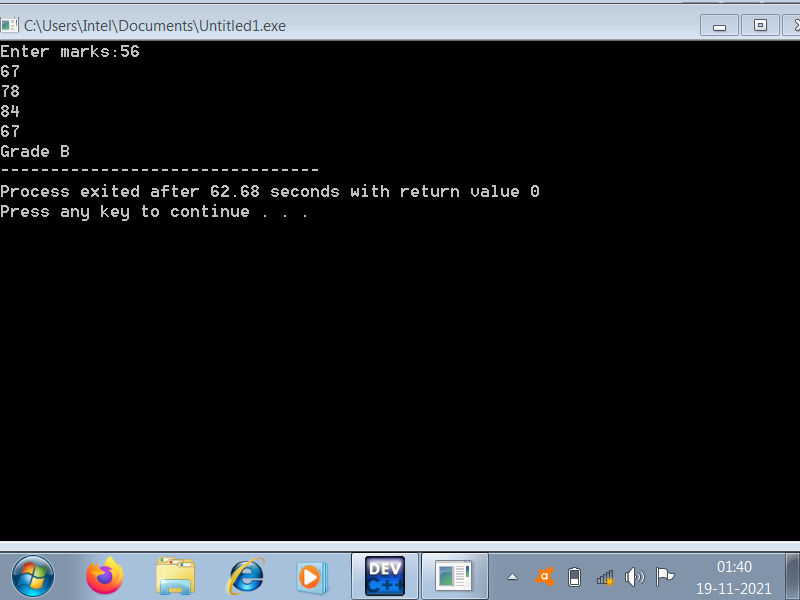 C:\Users\Intel\Documents\Untitled1.exe
Enter marks:56
67
78
84
67
Grade B
--------------------------------
Process exited after 62.68 seconds with return value 0
Press any key to continue . . .
DEV
C++
01:40
19-11-2021